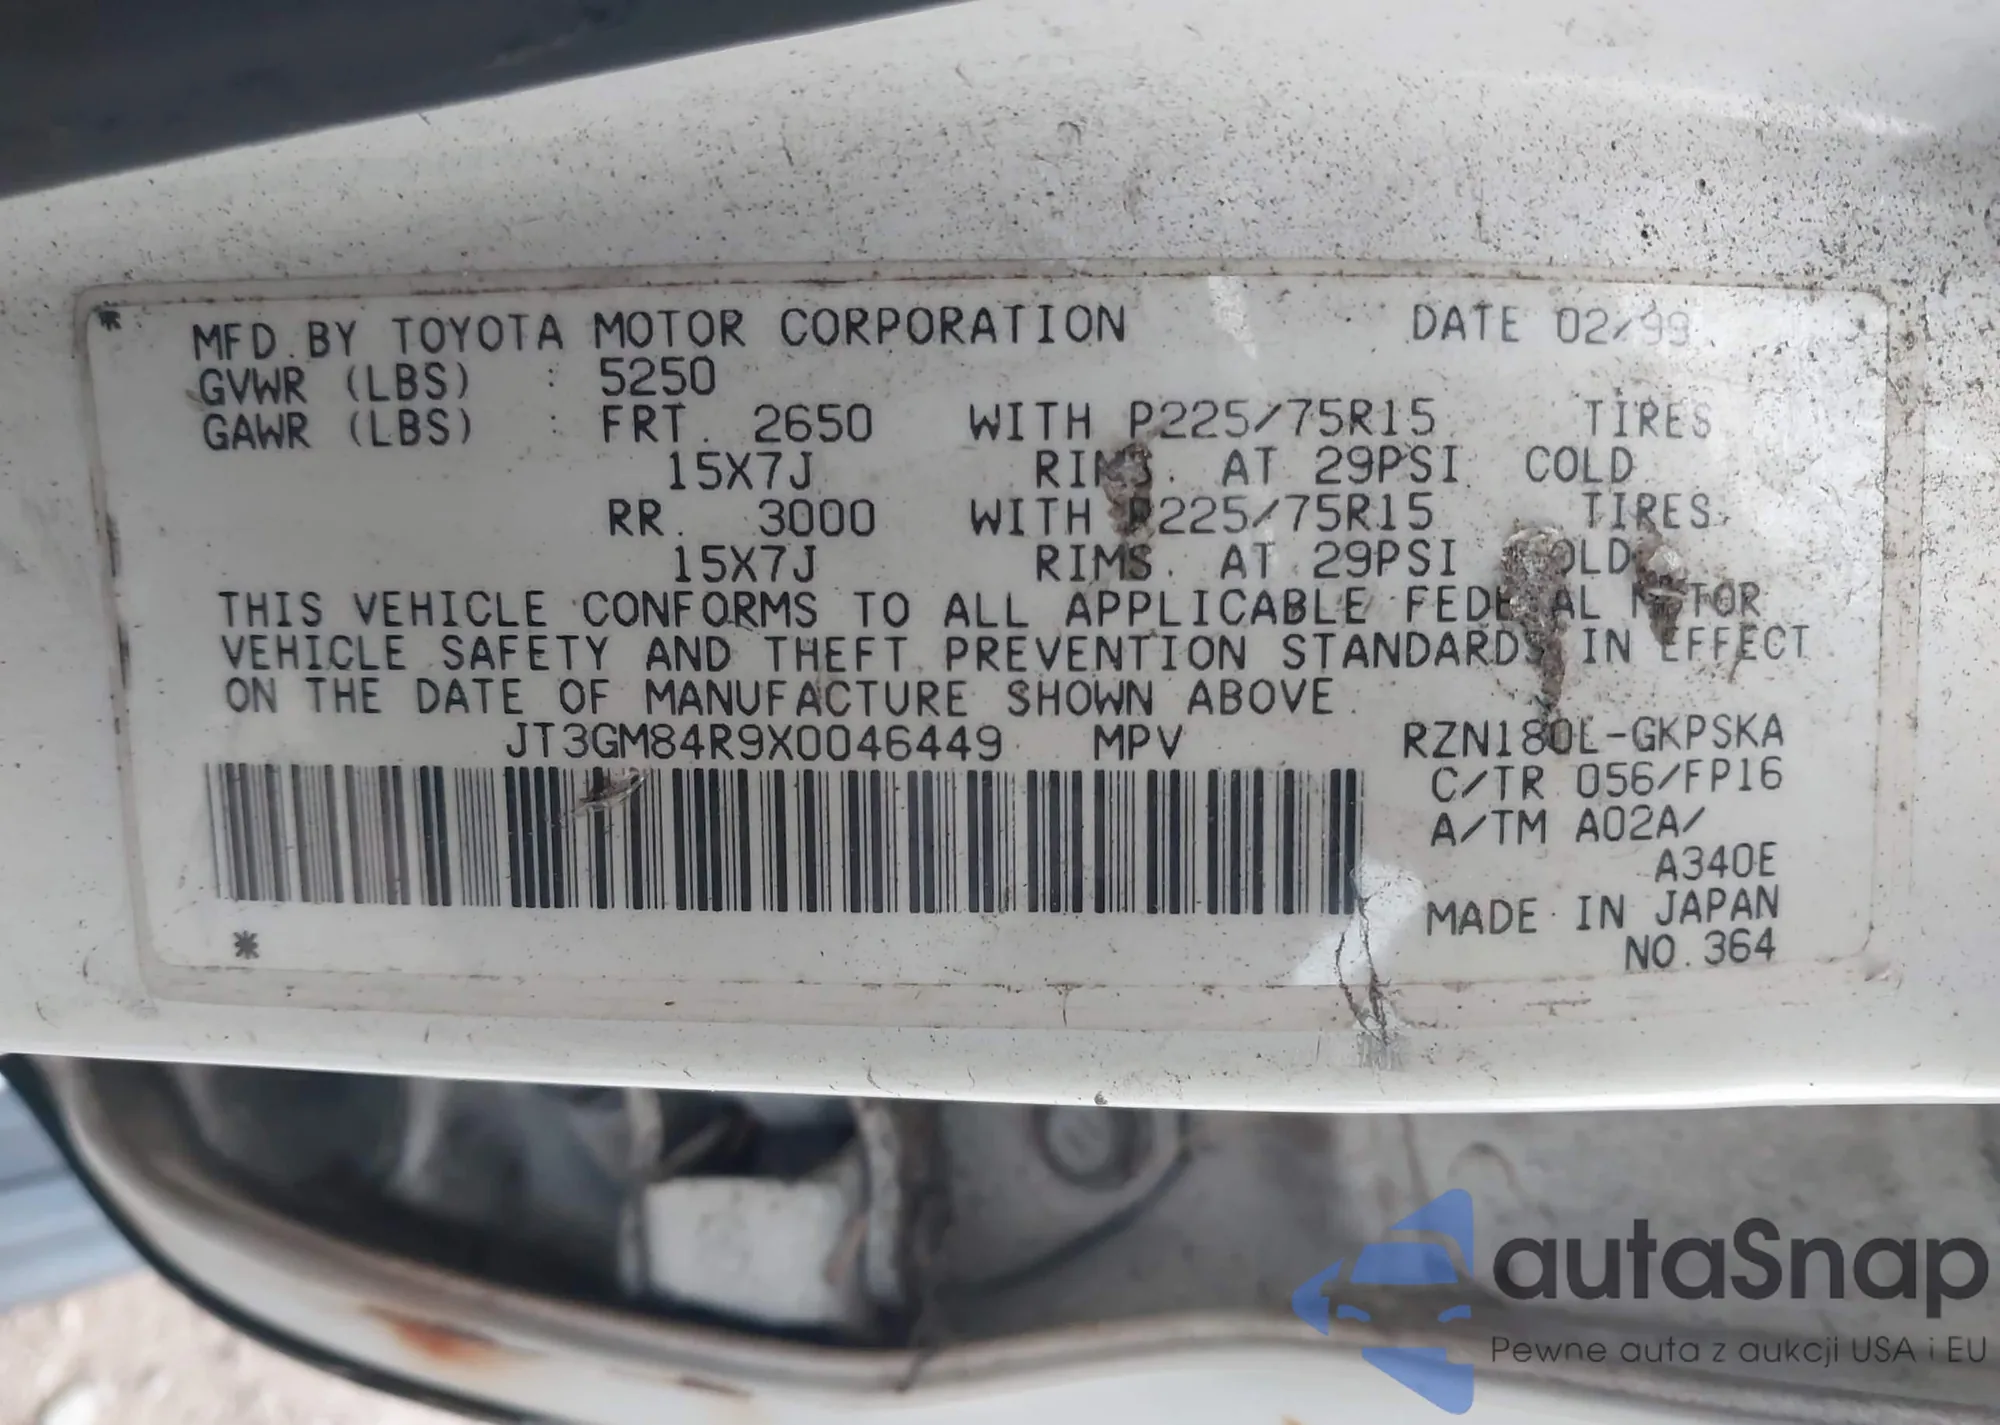 MFD. BY TOYOTA MOTOR CORPORATION DATE 02/99
GVWR (LBS) : 5250
GAWR (LBS) : FRT. 2650 WITH P225/75R15 TIRES
15X7J RIMS. AT 29PSI COLD
RR. 3000 WITH P225/75R15 TIRES,
15X7J RIMS. AT 29PSI COLD
THIS VEHICLE CONFORMS TO ALL APPLICABLE FEDERAL MOTOR
VEHICLE SAFETY AND THEFT PREVENTION STANDARDS IN EFFECT
ON THE DATE OF MANUFACTURE SHOWN ABOVE.
JT3GM84R9X0046449 MPV RZN180L-GKPSKA
C/TR 056/FP16
A/TM A02A/
A340E
MADE IN JAPAN
NO.364
autaSnap
Pewne auta z aukcji USA i EU